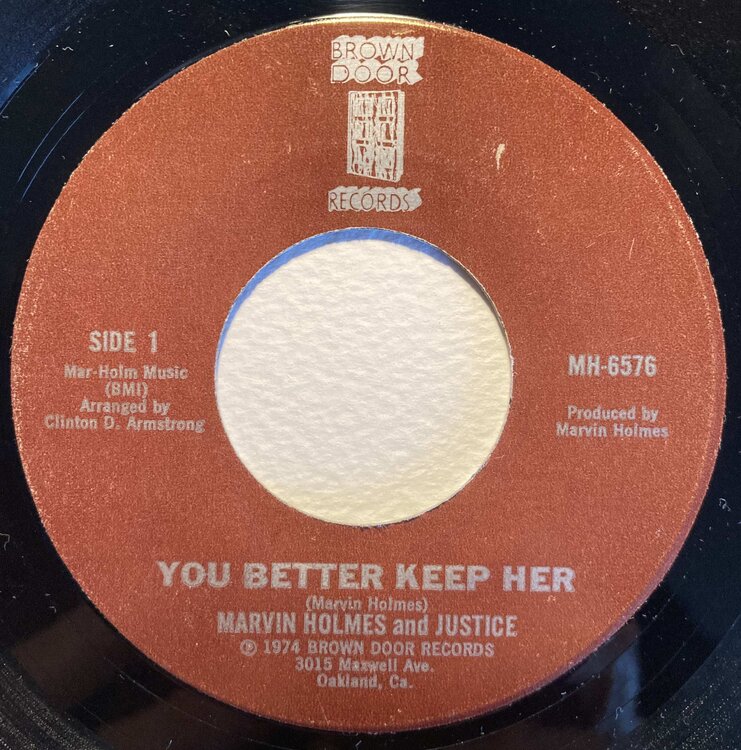 BROWN
DOOR
RECORDS
SIDE 1
Mar-Holm Music
(BMI)
Arranged by
Clinton D. Armstrong
MH-6576
Produced by
Marvin Holmes
YOU BETTER KEEP HER
(Marvin Holmes)
MARVIN HOLMES and JUSTICE
℗ 1974 BROWN DOOR RECORDS
3015 Maxwell Ave.
Oakland, Ca.